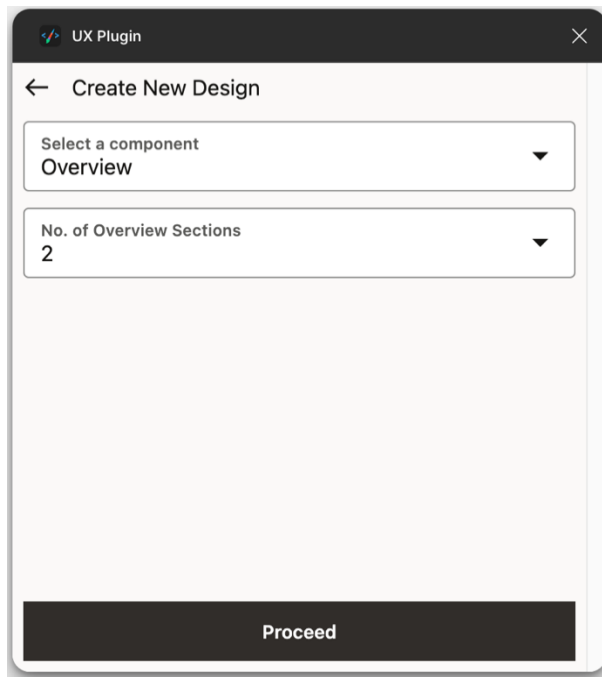 UX Plugin
Create New Design
Select a component
Overview
No. of Overview Sections
2
Proceed